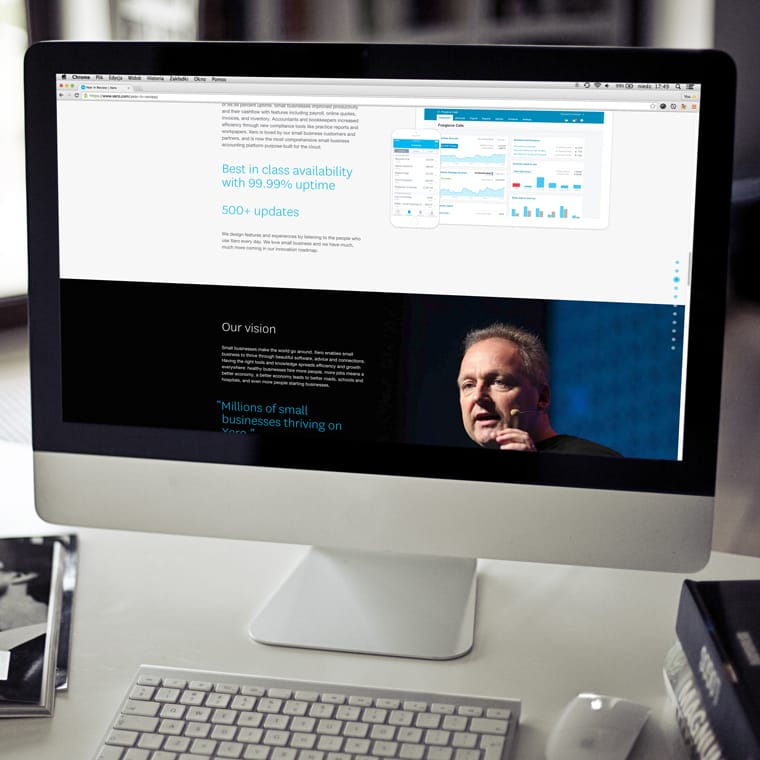 Chrome Plik Edycja Widok Historia Zakładki Okno Pomoc
99% niedz. 17:49
Year in Review | Xero
https://www.xero.com/year-in-review/
of 99.99 percent uptime. Small businesses improved productivity
and their cashflow with features including payroll, online quotes,
invoices, and inventory. Accountants and bookkeepers increased
efficiency through new compliance tools like practice reports and
workpapers. Xero is loved by our small business customers and
partners, and is now the most comprehensive small business
accounting platform purpose-built for the cloud.
Best in class availability
with 99.99% uptime
500+ updates
We design features and experiences by listening to the people who
use Xero every day. We love small business and we have much,
much more coming in our innovation roadmap.
Our vision
Small businesses make the world go around. Xero enables small
business to thrive through beautiful software, advice and connections.
Having the right tools and knowledge spreads efficiency and growth
everywhere: healthy businesses hire more people, more jobs means a
better economy, a better economy leads to better roads, schools and
hospitals, and even more people starting businesses.
“Millions of small
businesses thriving on
Xero.”
MAGNUM